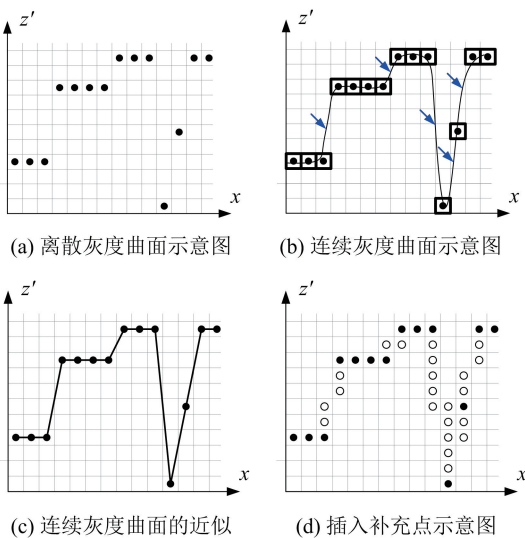 z′
z′
x
x
(a) 离散灰度曲面示意图
(b) 连续灰度曲面示意图
z′
z′
x
x
(c) 连续灰度曲面的近似
(d) 插入补充点示意图